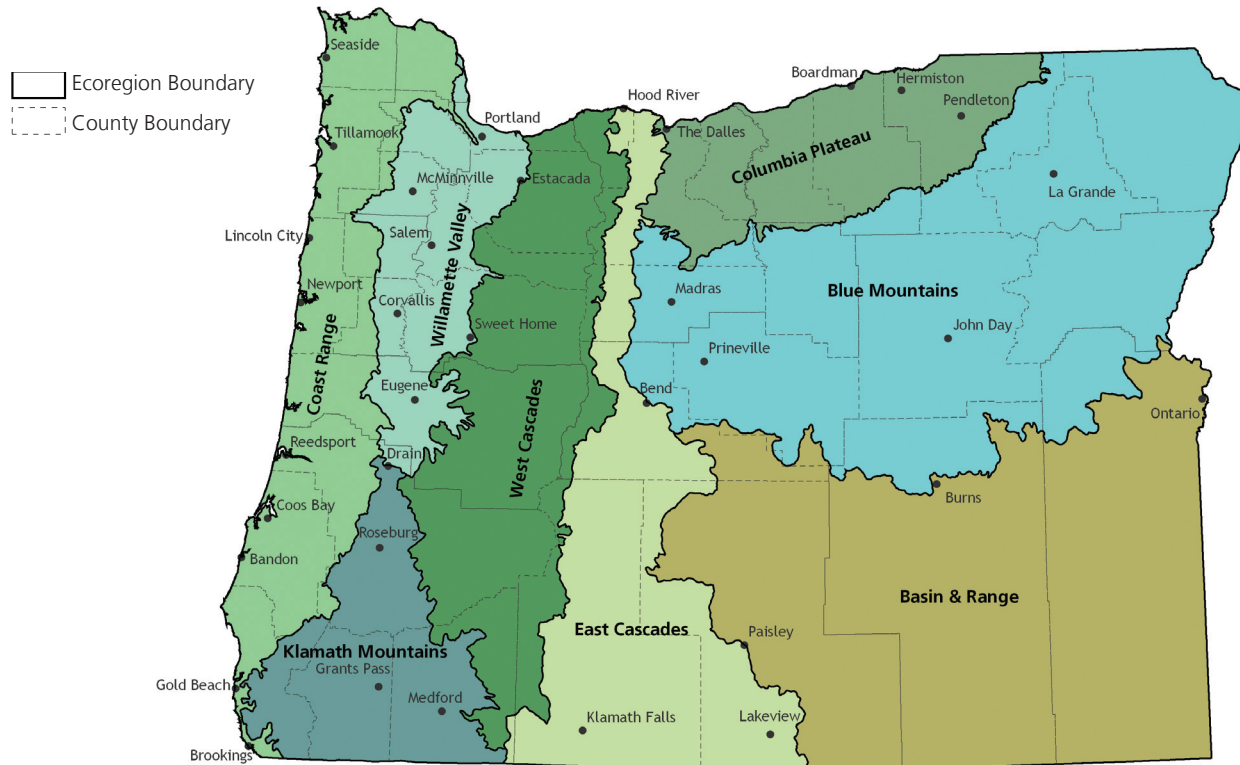 Ecoregion Boundary
County Boundary
Seaside
Tillamook
Portland
Hood River
The Dalles
Boardman
Hermiston
Pendleton
Columbia Plateau
La Grande
McMinnville
Estacada
Willamette Valley
Salem
Lincoln City
Newport
Corvallis
Sweet Home
Madras
Prineville
Blue Mountains
John Day
Coast Range
Eugene
Bend
Ontario
Reedsport
Drain
West Cascades
Burns
Coos Bay
Roseburg
Bandon
Basin & Range
East Cascades
Paisley
Klamath Mountains
Grants Pass
Gold Beach
Medford
Klamath Falls
Lakeview
Brookings